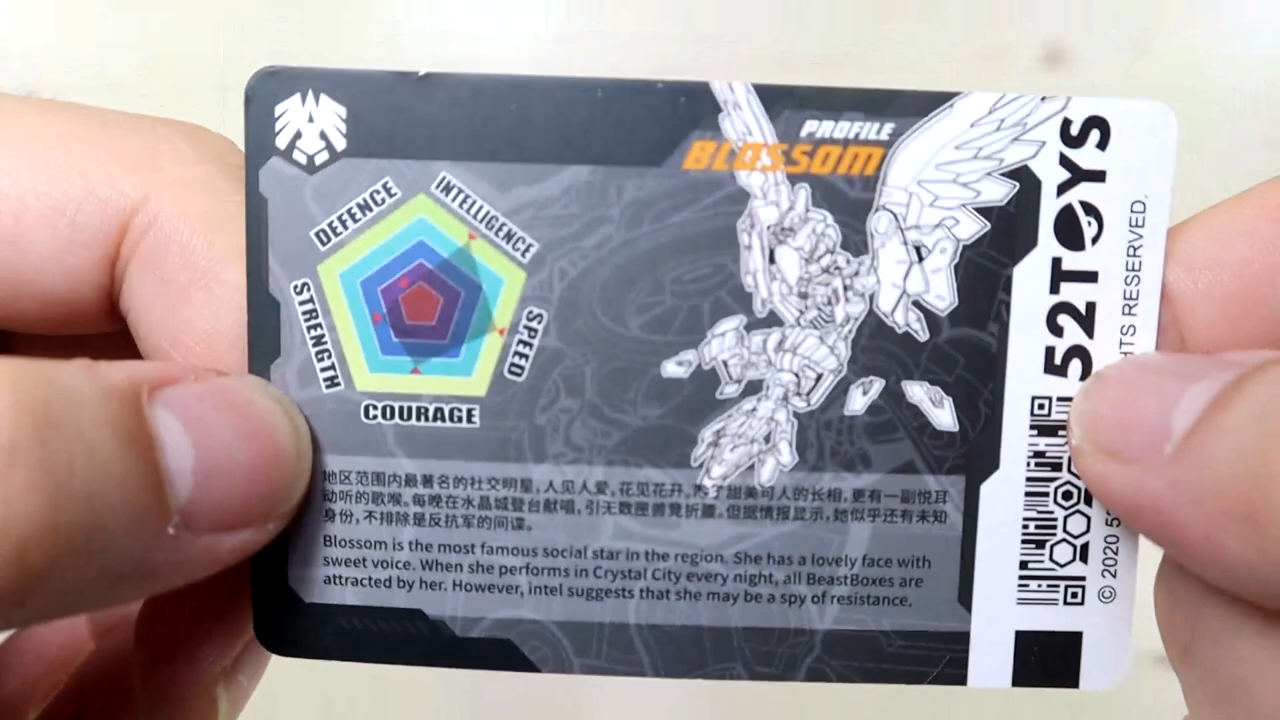 PROFILE
BLOSSOM
DEFENCE
INTELLIGENCE
STRENGTH
SPEED
COURAGE
地区范围内最著名的社交明星,人见人爱,花见花开。除了甜美可人的长相,更有一副悦耳
动听的歌喉。每晚在水晶城登台献唱,引无数匣兽竞折腰。但据情报显示,她似乎还有未知
身份,不排除是反抗军的间谍。
Blossom is the most famous social star in the region. She has a lovely face with
sweet voice. When she performs in Crystal City every night, all BeastBoxes are
attracted by her. However, intel suggests that she may be a spy of resistance.
52TOYS
© 2020 5 HTS RESERVED.